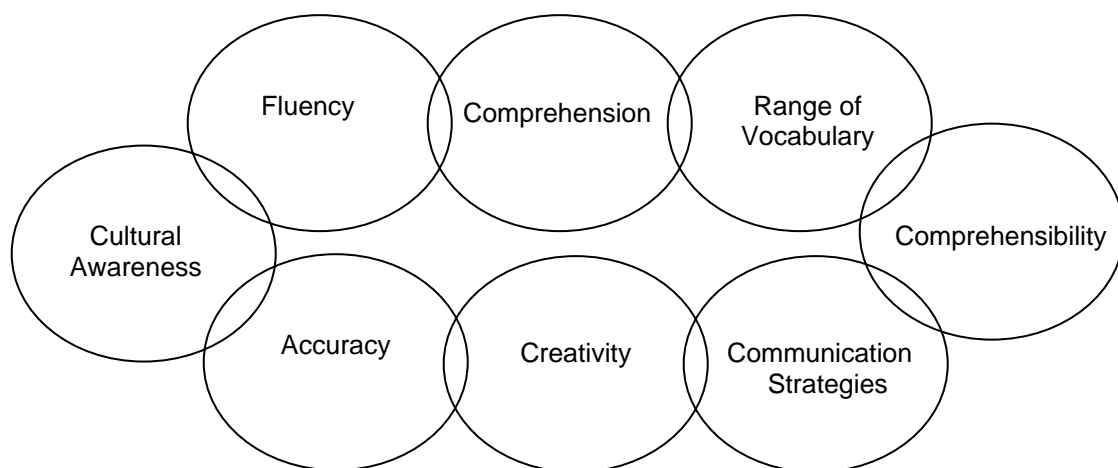 Fluency
Comprehension
Range of
Vocabulary
Cultural
Awareness
Comprehensibility
Accuracy
Creativity
Communication
Strategies